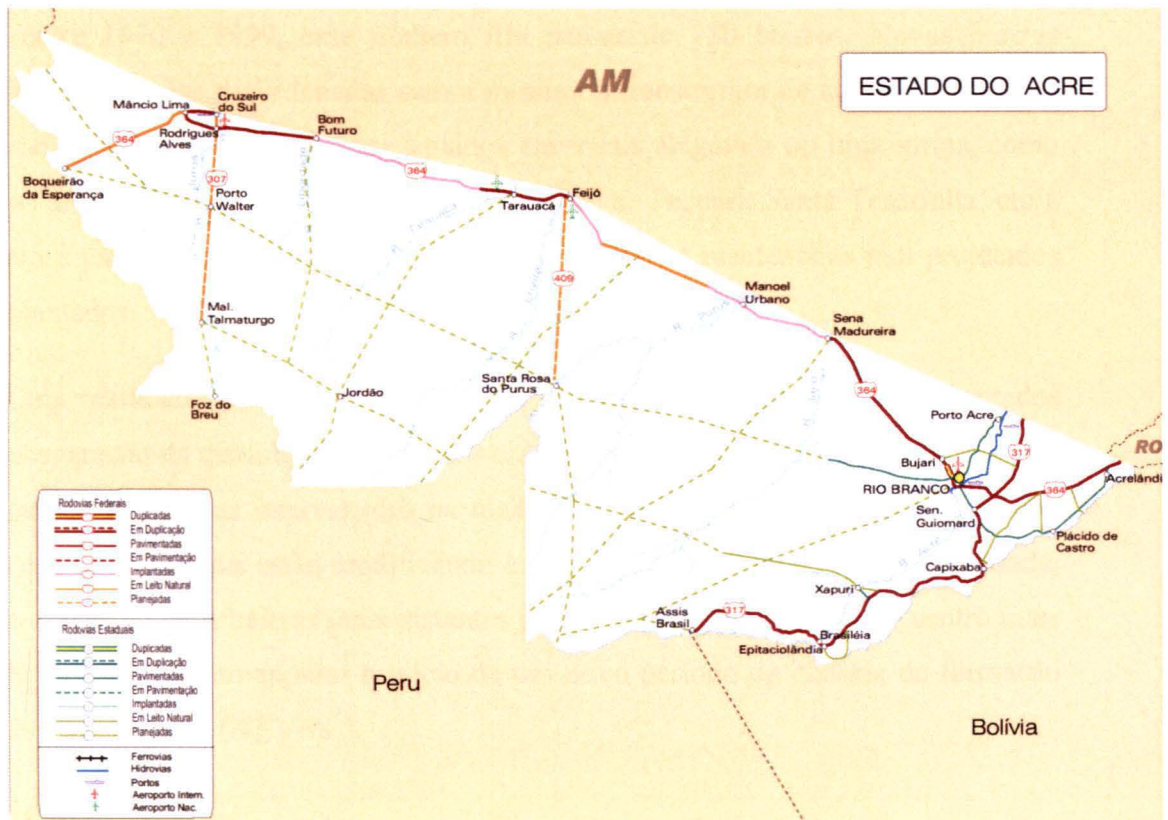 AM
ESTADO DO ACRE
Mâncio Lima
Cruzeiro
do Sul
Rodrigues
Alves
Bom
Futuro
364
364
307
Boqueirão
da Esperança
Porto
Walter
Tarauacá
Feijó
409
Manoel
Urbano
Mal.
Talmaturgo
Sena
Madureira
Foz do
Breu
Jordão
Santa Rosa
do Purus
364
Porto Acre
RO
Bujari
317
RIO BRANCO
364
Acrelândi
Sen.
Guiomard
Plácido de
Castro
Capixaba
Xapuri
Assis
Brasil
317
Brasiléia
Epitaciolândia
Peru
Bolívia
Rodovias Federais
Duplicadas
Em Duplicação
Pavimentadas
Em Pavimentação
Implantadas
Em Leito Natural
Planejadas
Rodovias Estaduais
Duplicadas
Em Duplicação
Pavimentadas
Em Pavimentação
Implantadas
Em Leito Natural
Planejadas
Ferrovias
Hidrovias
Portos
Aeroporto Intern.
Aeroporto Nac.